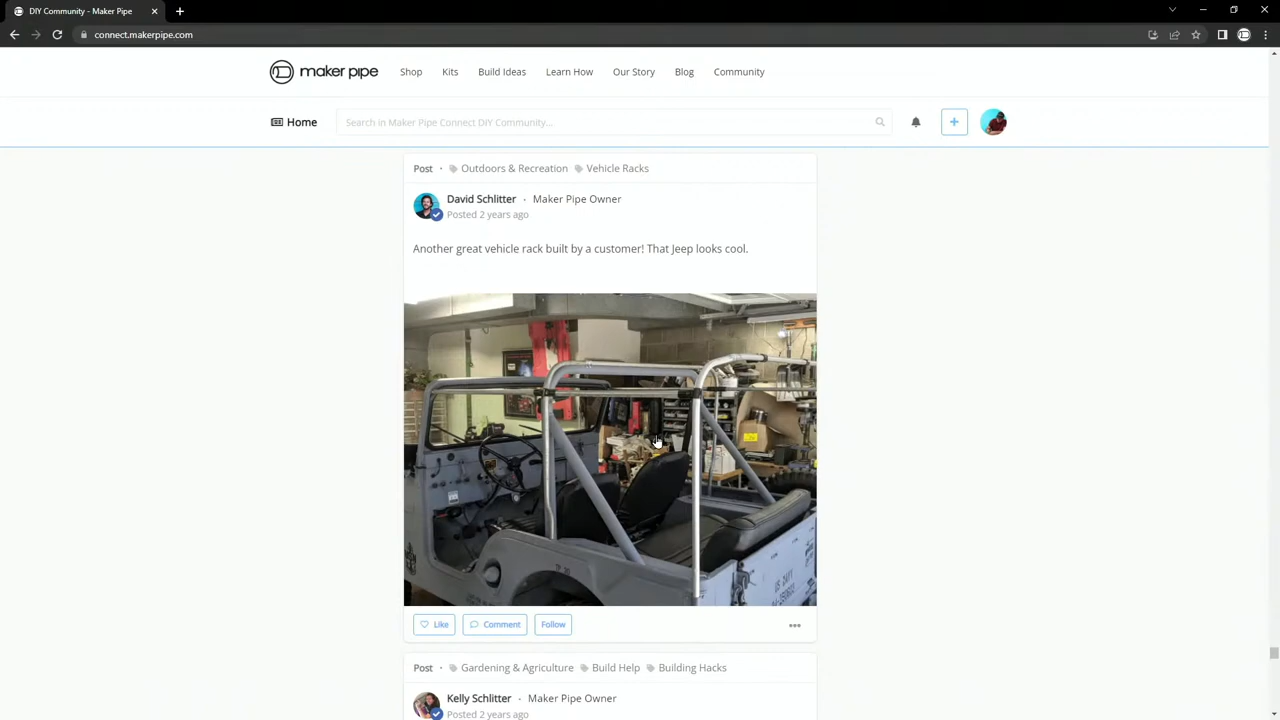 DIY Community - Maker Pipe
connect.makerpipe.com
maker pipe
Shop Kits Build Ideas Learn How Our Story Blog Community
Home
Search in Maker Pipe Connect DIY Community...
Post · Outdoors & Recreation Vehicle Racks
David Schlitter · Maker Pipe Owner
Posted 2 years ago
Another great vehicle rack built by a customer! That Jeep looks cool.
US NAVY
Like Comment Follow
Post · Gardening & Agriculture Build Help Building Hacks
Kelly Schlitter · Maker Pipe Owner
Posted 2 years ago